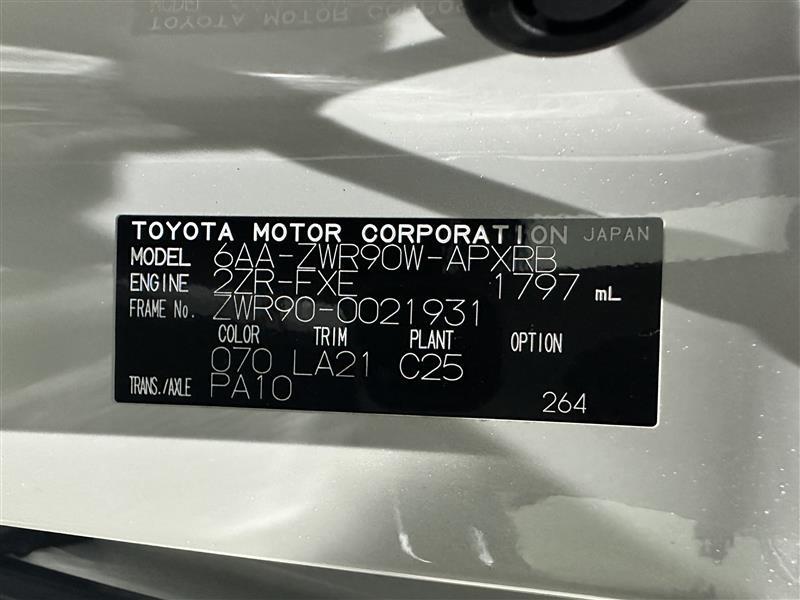 TOYOTA MOTOR CORPORATION JAPAN
MODEL 6AA-ZWR90W-APXRB
ENGINE 2ZR-FXE 1797 mL
FRAME No. ZWR90-0021931
COLOR TRIM PLANT OPTION
070 LA21 C25
TRANS./AXLE PA10
264